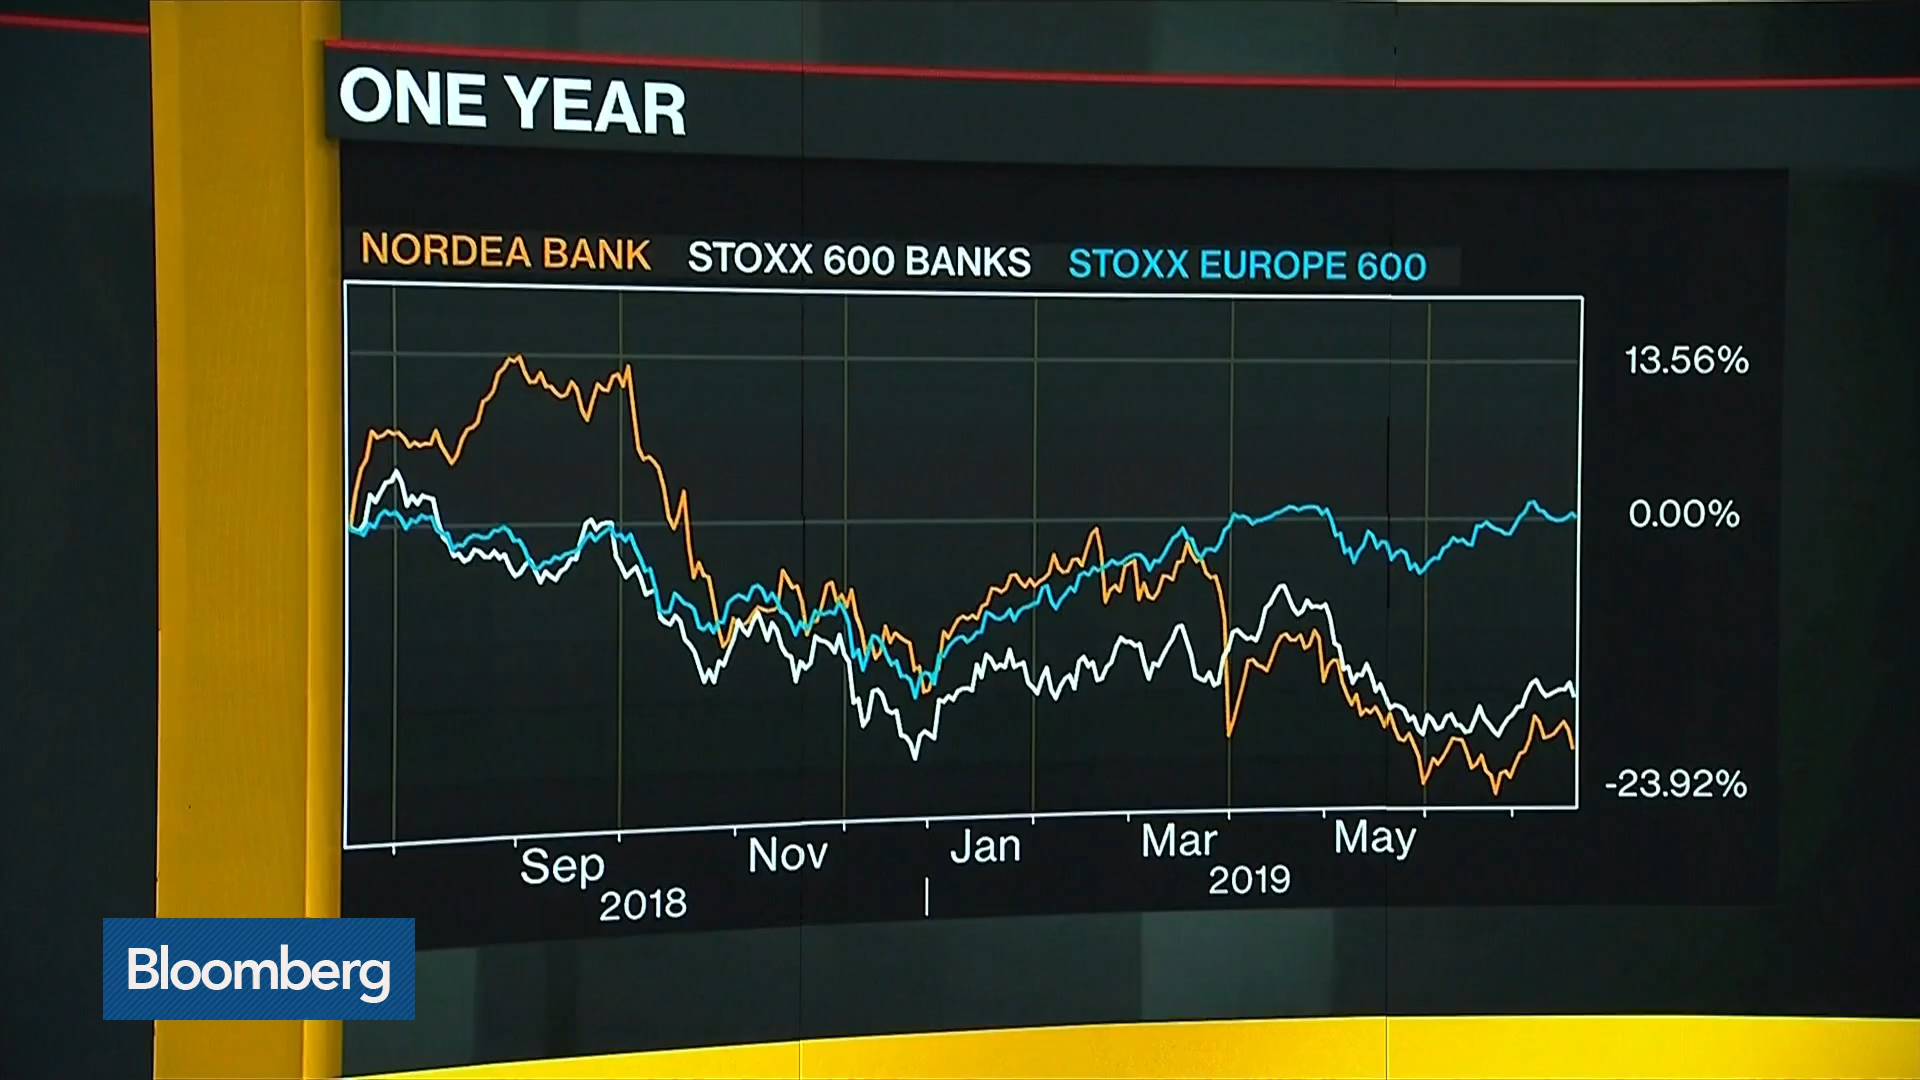 ONE YEAR
NORDEA BANK STOXX 600 BANKS STOXX EUROPE 600
13.56%
0.00%
-23.92%
Sep Nov Jan Mar May
2018 2019
Bloomberg